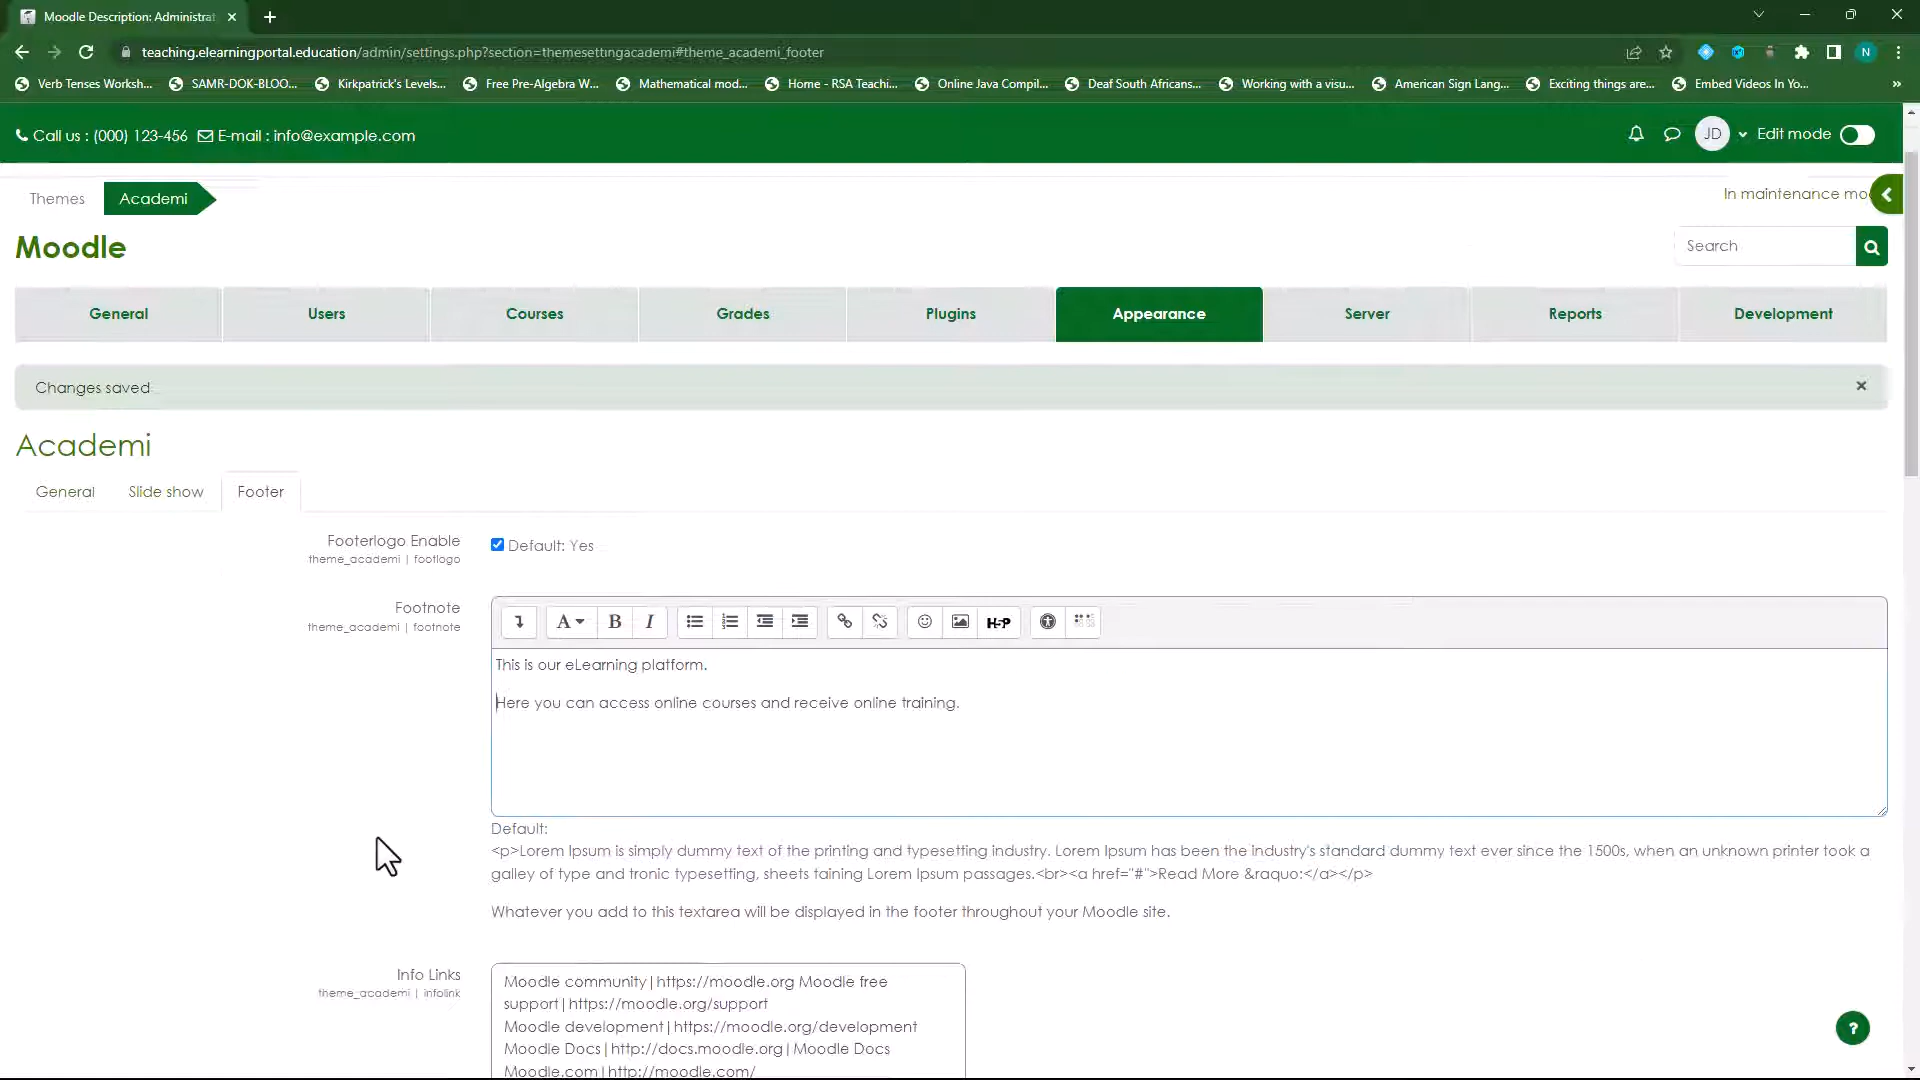 Moodle Description: Administrat
teaching.elearningportal.education/admin/settings.php?section=themesettingacademi#theme_academi_footer
N
Verb Tenses Worksh...
SAMR-DOK-BLOO...
Kirkpatrick's Levels...
Free Pre-Algebra W...
Mathematical mod...
Home - RSA Teachi...
Online Java Compil...
Deaf South Africans...
Working with a visu...
American Sign Lang...
Exciting things are...
Embed Videos In Yo...
»
Call us : (000) 123-456 E-mail : info@example.com
JD
Edit mode
Themes
Academi
In maintenance mo
Moodle
Search
General
Users
Courses
Grades
Plugins
Appearance
Server
Reports
Development
Changes saved
Academi
General
Slide show
Footer
Footerlogo Enable
theme_academi | footlogo
Default: Yes
Footnote
theme_academi | footnote
A B I
H5P
This is our eLearning platform.
Here you can access online courses and receive online training.
Default:
<p>Lorem Ipsum is simply dummy text of the printing and typesetting industry. Lorem Ipsum has been the industry's standard dummy text ever since the 1500s, when an unknown printer took a
galley of type and tronic typesetting, sheets taining Lorem Ipsum passages.<br><a href="#">Read More &raquo;</a></p>
Whatever you add to this textarea will be displayed in the footer throughout your Moodle site.
Info Links
theme_academi | infolink
Moodle community|https://moodle.org Moodle free
support|https://moodle.org/support
Moodle development|https://moodle.org/development
Moodle Docs|http://docs.moodle.org|Moodle Docs
Moodle.com|http://moodle.com/
?